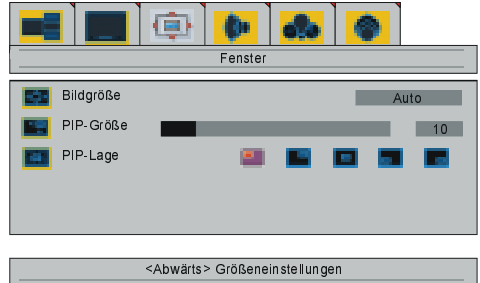 Fenster
Bildgröße Auto
PIP-Größe 10
PIP-Lage
<Abwärts> Größeneinstellungen